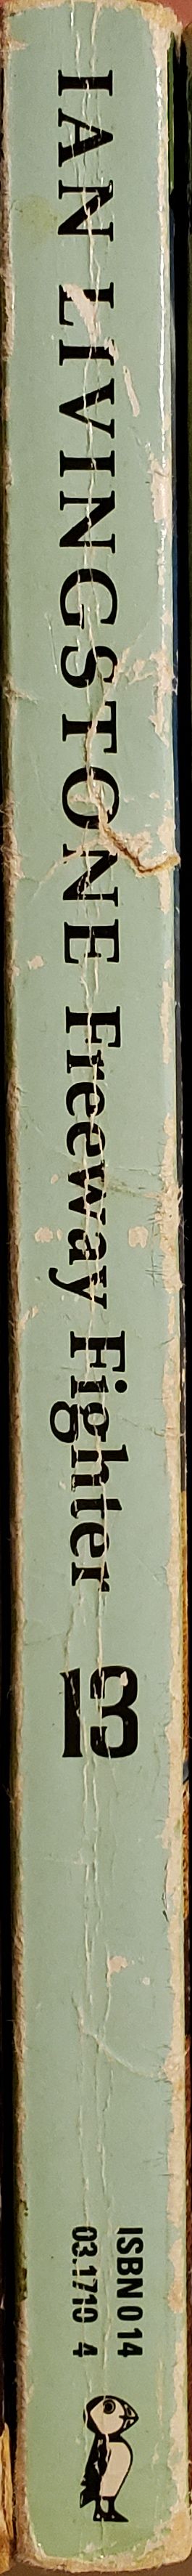 IAN LIVINGSTONE Freeway Fighter
13
ISBN 0 14
03.1710 4